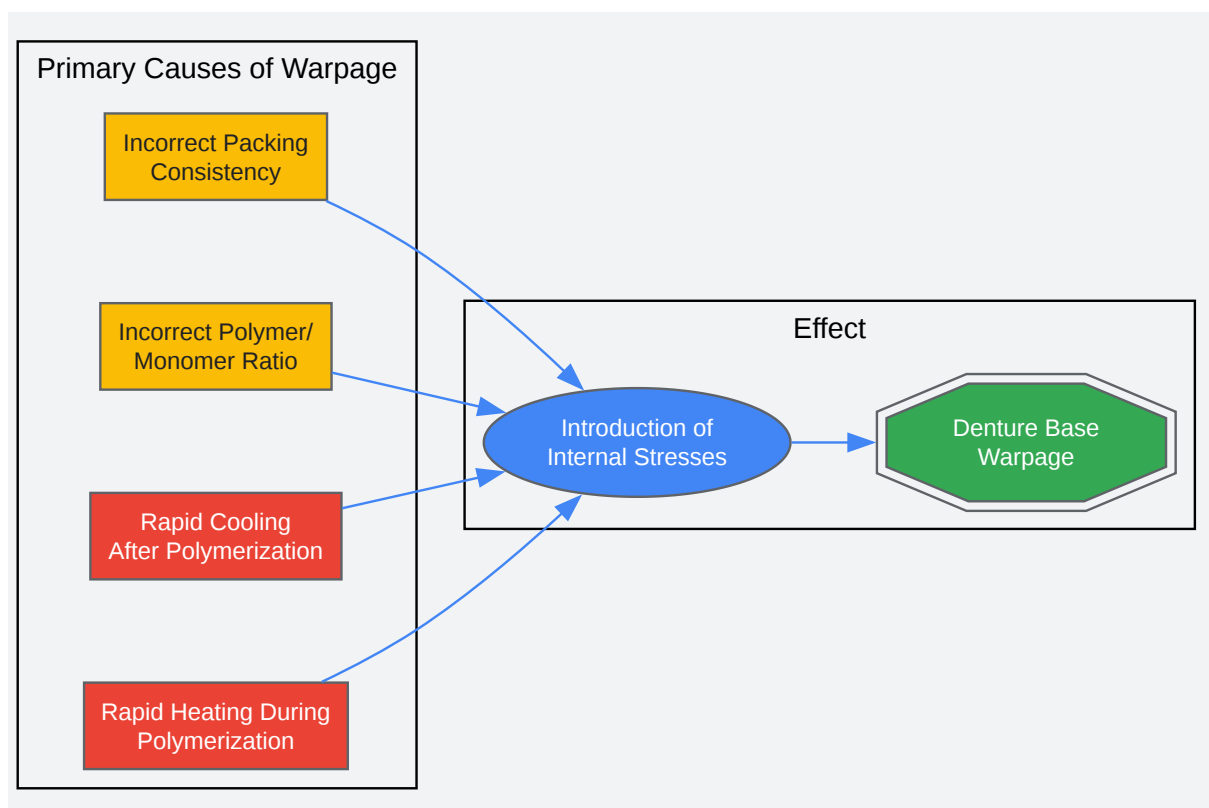 Primary Causes of Warpage
Incorrect Packing
Consistency
Incorrect Polymer/
Monomer Ratio
Rapid Cooling
After Polymerization
Rapid Heating During
Polymerization
Effect
Introduction of
Internal Stresses
Denture Base
Warpage